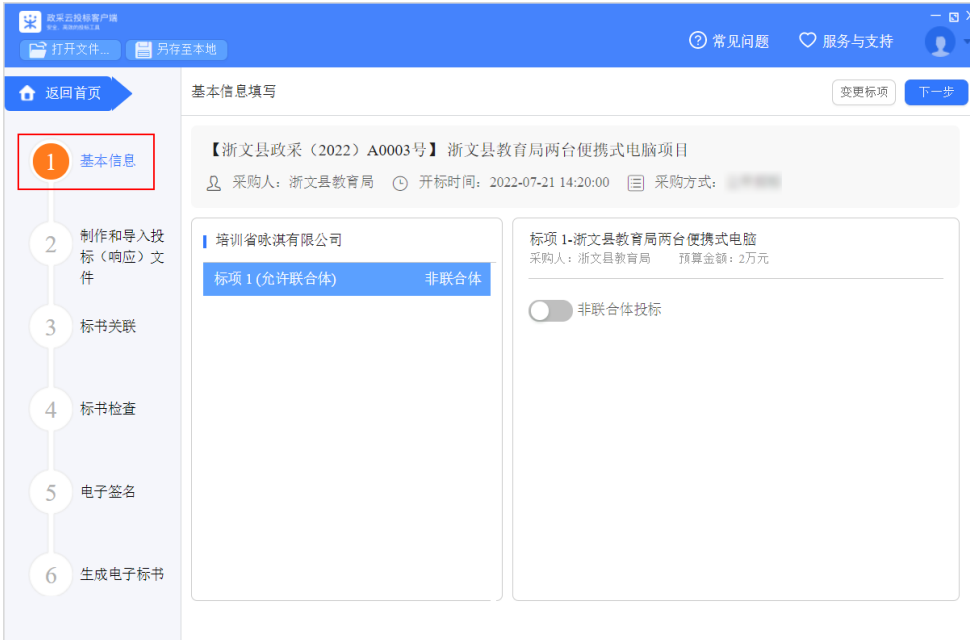 采
政采云投标客户端
安全、高效的投标工具
打开文件...
另存至本地
常见问题
服务与支持
返回首页
基本信息填写
变更标项
下一步
1
基本信息
【浙文县政采（2022）A0003号】 浙文县教育局两台便携式电脑项目
采购人：浙文县教育局
开标时间：2022-07-21 14:20:00
采购方式：
2
制作和导入投
标（响应）文
件
培训省咏淇有限公司
标项 1 (允许联合体)
非联合体
标项 1-浙文县教育局两台便携式电脑
采购人：浙文县教育局
预算金额：2万元
非联合体投标
3
标书关联
4
标书检查
5
电子签名
6
生成电子标书